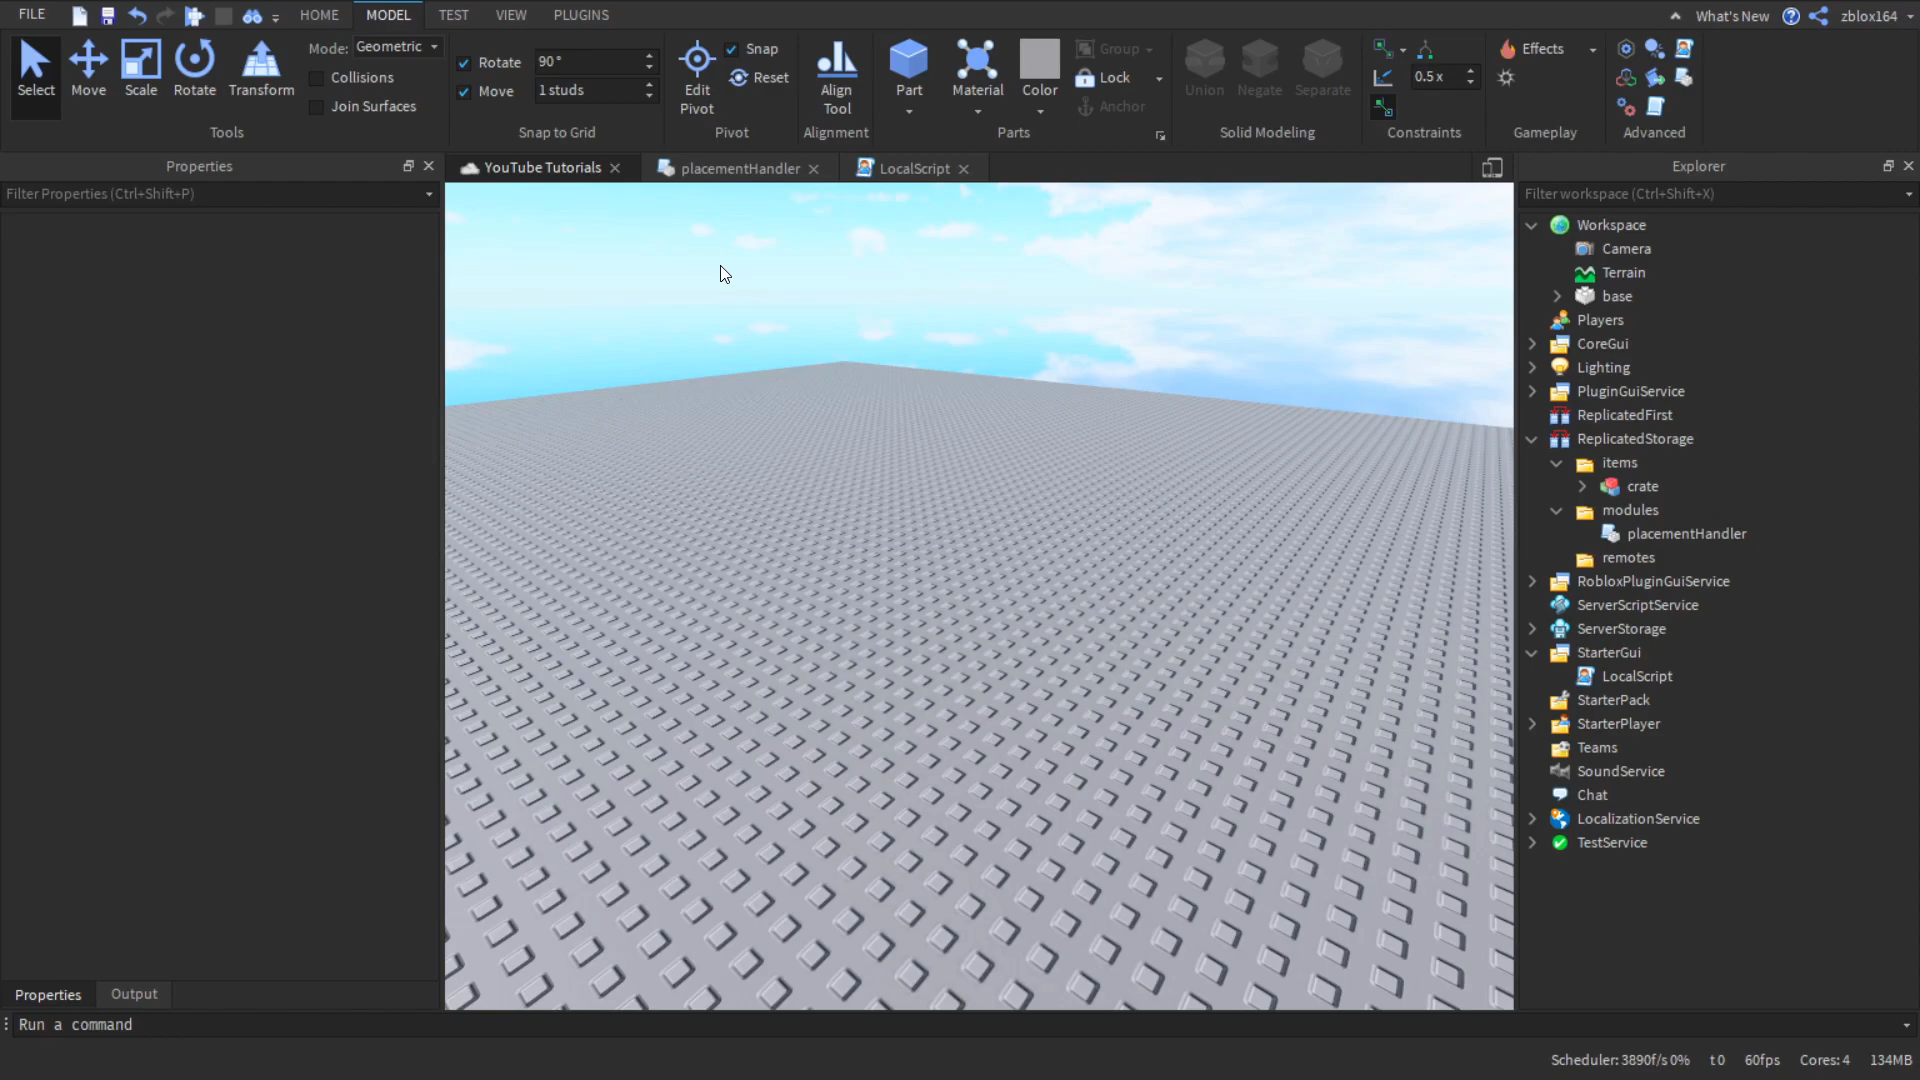 FILE HOME MODEL TEST VIEW PLUGINS What's New zblox164
Select Move Scale Rotate Transform
Mode: Geometric
Collisions
Join Surfaces
Tools
Rotate 90°
Move 1 studs
Snap to Grid
Edit Pivot
Snap
Reset
Pivot
Align Tool
Alignment
Part Material Color
Group
Lock
Anchor
Parts
Union Negate Separate
Solid Modeling
0.5 x
Constraints
Effects
Gameplay
Advanced
Properties
Filter Properties (Ctrl+Shift+P)
YouTube Tutorials placementHandler LocalScript
Explorer
Filter workspace (Ctrl+Shift+X)
Workspace
Camera
Terrain
base
Players
CoreGui
Lighting
PluginGuiService
ReplicatedFirst
ReplicatedStorage
items
crate
modules
placementHandler
remotes
RobloxPluginGuiService
ServerScriptService
ServerStorage
StarterGui
LocalScript
StarterPack
StarterPlayer
Teams
SoundService
Chat
LocalizationService
TestService
Properties Output
Run a command
Scheduler: 3890f/s 0% t 0 60fps Cores: 4 134MB